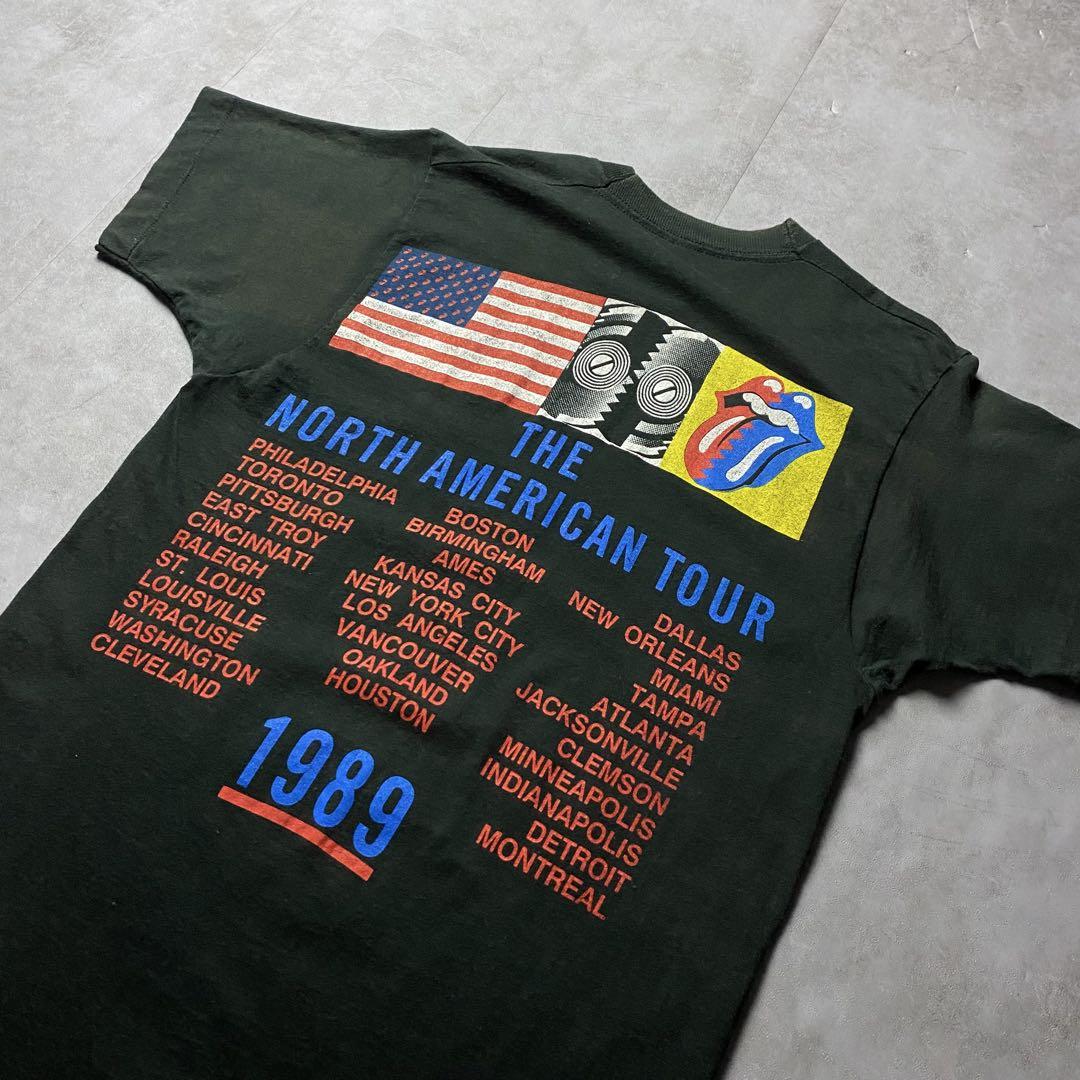 THE
NORTH AMERICAN TOUR
PHILADELPHIA
TORONTO
PITTSBURGH
EAST TROY
CINCINNATI
RALEIGH
ST. LOUIS
LOUISVILLE
SYRACUSE
WASHINGTON
CLEVELAND
BOSTON
BIRMINGHAM
AMES
KANSAS CITY
NEW YORK CITY
LOS ANGELES
VANCOUVER
OAKLAND
HOUSTON
DALLAS
NEW ORLEANS
MIAMI
TAMPA
ATLANTA
JACKSONVILLE
CLEMSON
MINNEAPOLIS
INDIANAPOLIS
DETROIT
MONTREAL
1989